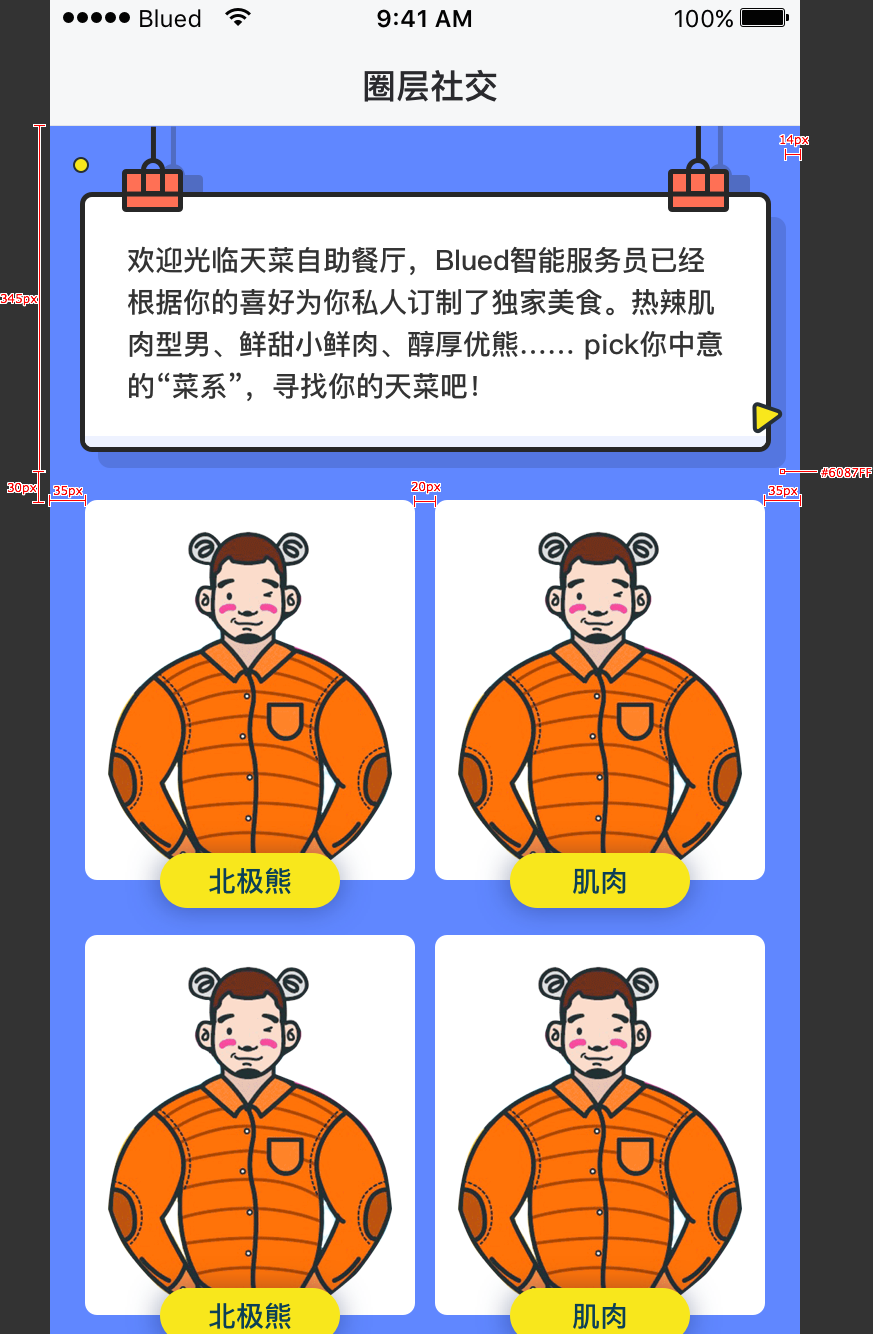 Blued 9:41 AM 100%
圈层社交
14px
欢迎光临天菜自助餐厅，Blued智能服务员已经
根据你的喜好为你私人订制了独家美食。热辣肌
345px
肉型男、鲜甜小鲜肉、醇厚优熊…… pick你中意
的“菜系”，寻找你的天菜吧！
#6087FF
30px 35px 20px 35px
北极熊 肌肉
北极熊 肌肉